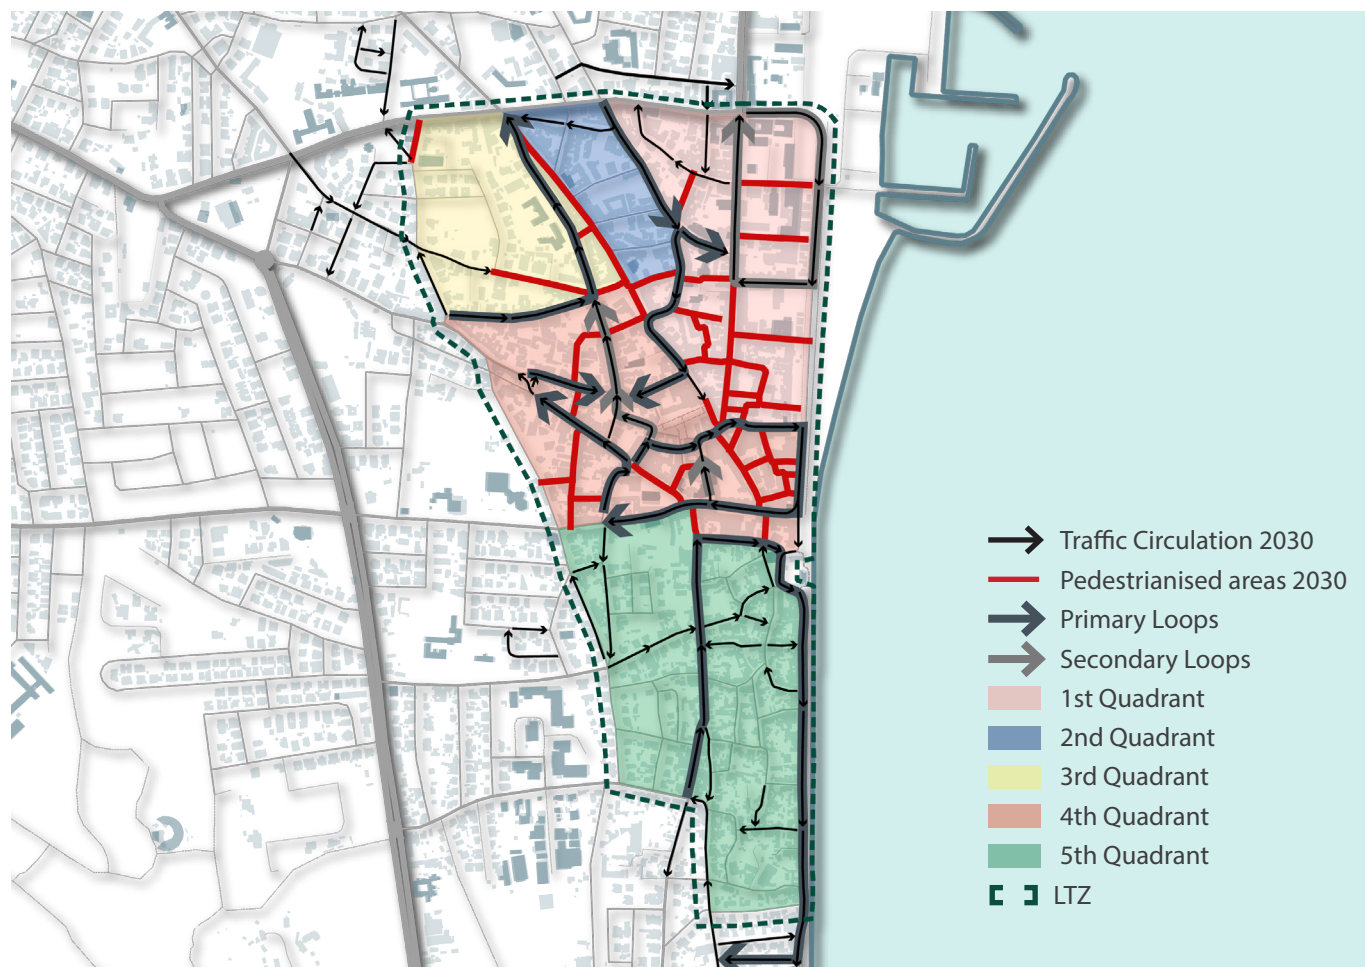 Traffic Circulation 2030
Pedestrianised areas 2030
Primary Loops
Secondary Loops
1st Quadrant
2nd Quadrant
3rd Quadrant
4th Quadrant
5th Quadrant
LTZ